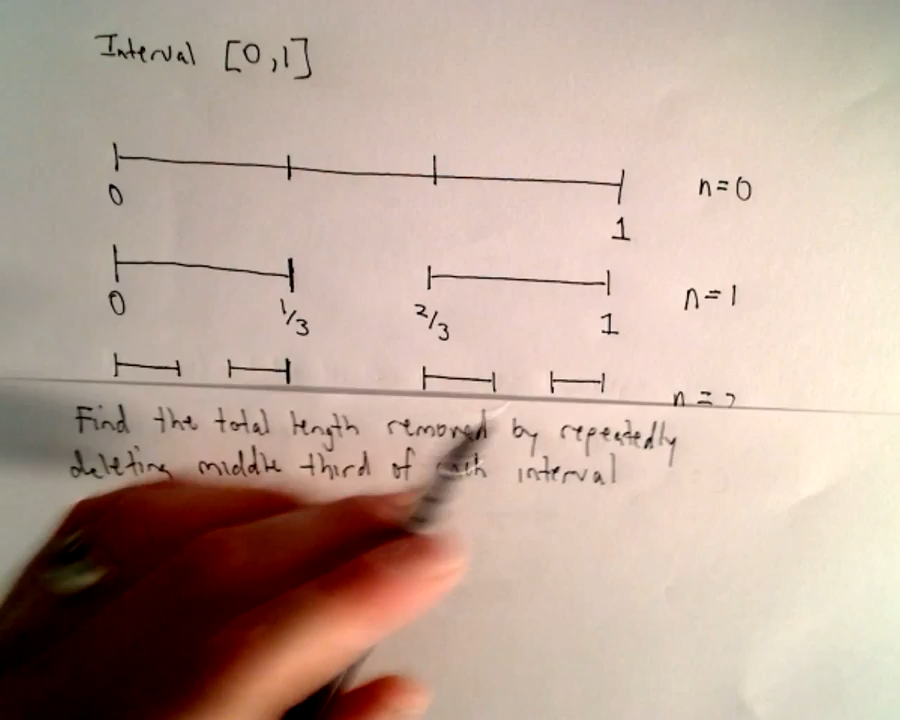 Interval [0,1]
0 1 n=0
0 1/3 2/3 1 n=1
n =
Find the total length removed by repeatedly
deleting middle third of interval